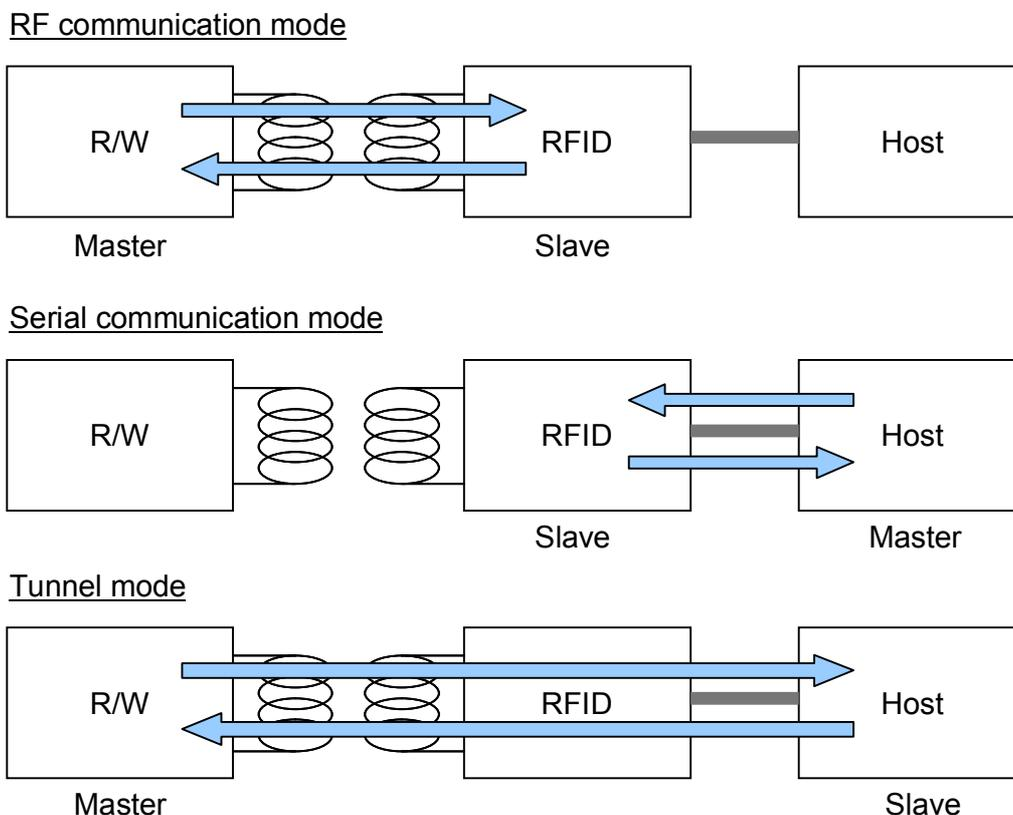 RF communication mode
R/W RFID Host
Master Slave
Serial communication mode
R/W RFID Host
Slave Master
Tunnel mode
R/W RFID Host
Master Slave